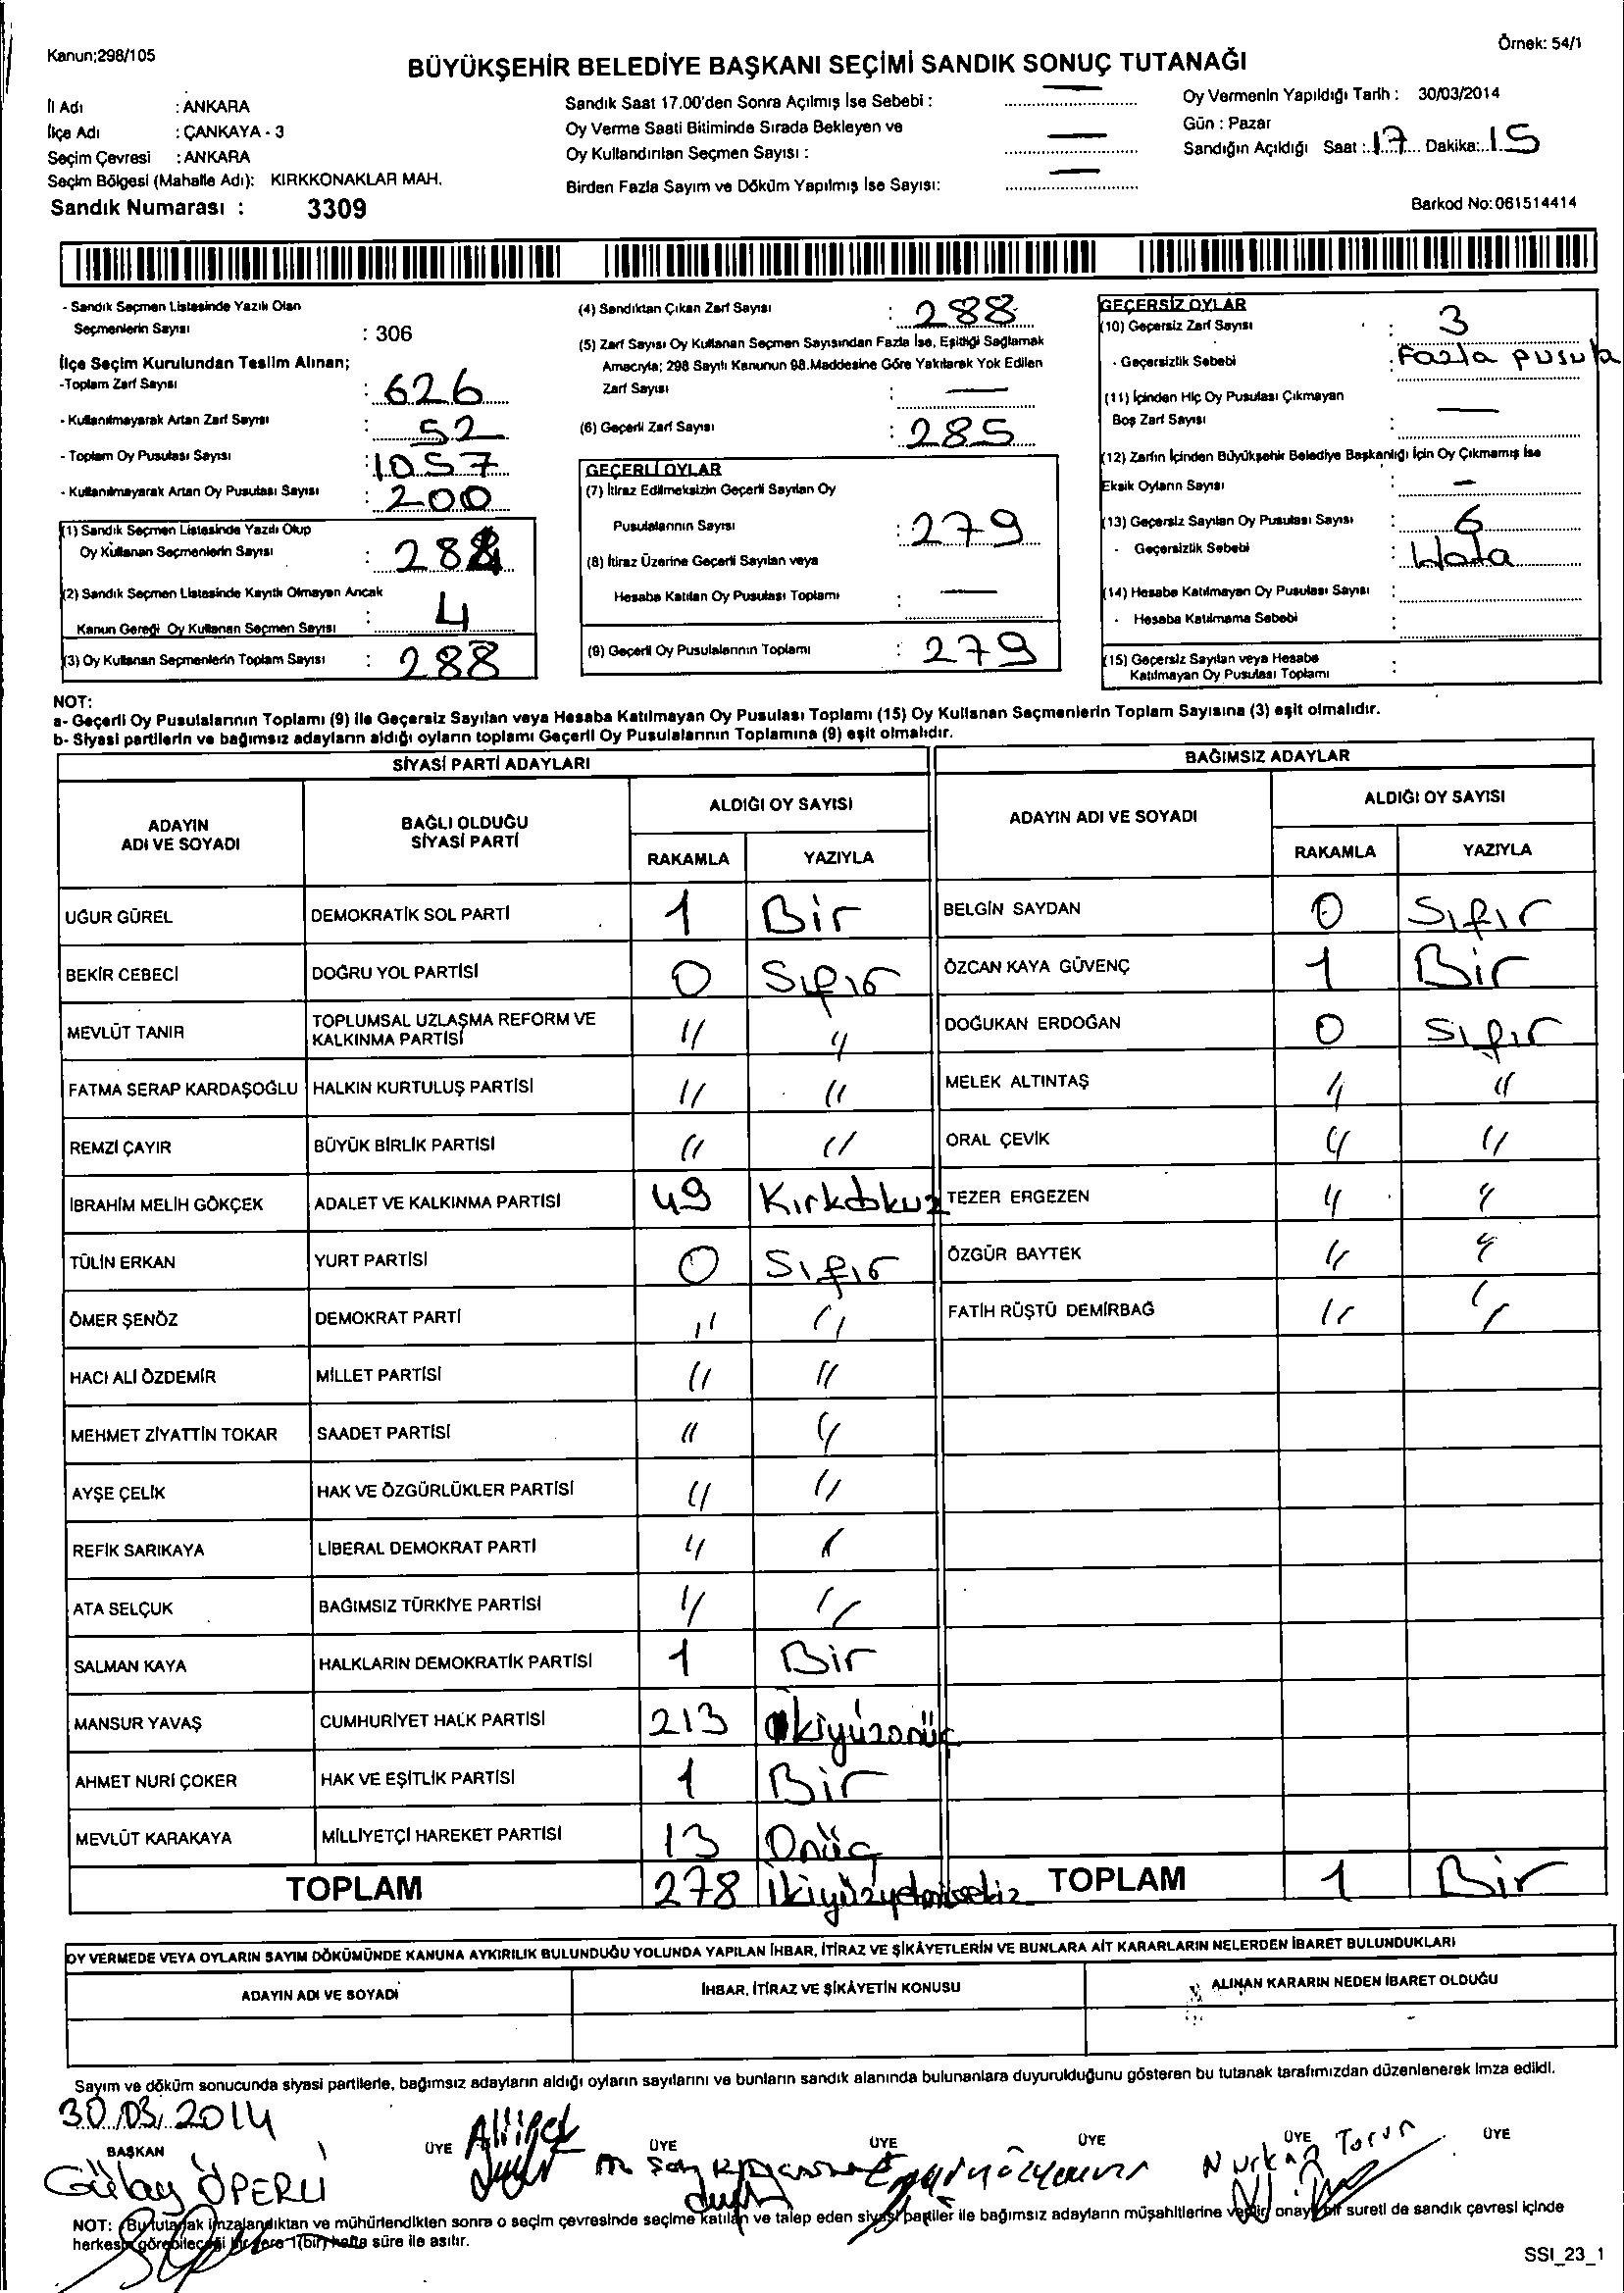 Kanun;298/105
Örnek: 54/1
BÜYÜKŞEHİR BELEDİYE BAŞKANI SEÇİMİ SANDIK SONUÇ TUTANAĞI
İl Adı : ANKARA
İlçe Adı : ÇANKAYA - 3
Seçim Çevresi : ANKARA
Seçim Bölgesi (Mahalle Adı): KIRKKONAKLAR MAH.
Sandık Numarası : 3309
Sandık Saat 17.00'den Sonra Açılmış İse Sebebi : —
Oy Verme Saati Bitiminde Sırada Bekleyen ve
Oy Kullandırılan Seçmen Sayısı : —
Birden Fazla Sayım ve Döküm Yapılmış İse Sayısı: —
Oy Vermenin Yapıldığı Tarih : 30/03/2014
Gün : Pazar
Sandığın Açıldığı Saat : 17 Dakika: 15
Barkod No: 061514414
- Sandık Seçmen Listesinde Yazılı Olan
Seçmenlerin Sayısı : 306
İlçe Seçim Kurulundan Teslim Alınan;
-Toplam Zarf Sayısı : 626
- Kullanılmayarak Artan Zarf Sayısı : 52
- Toplam Oy Pusulası Sayısı : 1057
- Kullanılmayarak Artan Oy Pusulası Sayısı : 200
(1) Sandık Seçmen Listesinde Yazılı Olup
Oy Kullanan Seçmenlerin Sayısı : 284
(2) Sandık Seçmen Listesinde Kayıtlı Olmayan Ancak
Kanun Gereği Oy Kullanan Seçmen Sayısı : 4
(3) Oy Kullanan Seçmenlerin Toplam Sayısı : 288
(4) Sandıktan Çıkan Zarf Sayısı : 288
(5) Zarf Sayısı Oy Kullanan Seçmen Sayısından Fazla İse, Eşitliği Sağlamak
Amacıyla; 298 Sayılı Kanunun 98.Maddesine Göre Yakılarak Yok Edilen
Zarf Sayısı : —
(6) Geçerli Zarf Sayısı : 285
GEÇERLİ OYLAR
(7) İtiraz Edilmeksizin Geçerli Sayılan Oy
Pusulalarının Sayısı : 279
(8) İtiraz Üzerine Geçerli Sayılan veya
Hesaba Katılan Oy Pusulası Toplamı : —
(9) Geçerli Oy Pusulalarının Toplamı : 279
GEÇERSİZ OYLAR
(10) Geçersiz Zarf Sayısı : 3
- Geçersizlik Sebebi : Fazla pusula
(11) İçinden Hiç Oy Pusulası Çıkmayan
Boş Zarf Sayısı : —
(12) Zarfın İçinden Büyükşehir Belediye Başkanlığı İçin Oy Çıkmamış İse
Eksik Oyların Sayısı : -
(13) Geçersiz Sayılan Oy Pusulası Sayısı : 6
- Geçersizlik Sebebi : Hata
(14) Hesaba Katılmayan Oy Pusulası Sayısı :
- Hesaba Katılmama Sebebi :
(15) Geçersiz Sayılan veya Hesaba
Katılmayan Oy Pusulası Toplamı :
NOT:
a- Geçerli Oy Pusulalarının Toplamı (9) ile Geçersiz Sayılan veya Hesaba Katılmayan Oy Pusulası Toplamı (15) Oy Kullanan Seçmenlerin Toplam Sayısına (3) eşit olmalıdır.
b- Siyasi partilerin ve bağımsız adayların aldığı oyların toplamı Geçerli Oy Pusulalarının Toplamına (9) eşit olmalıdır.
SİYASİ PARTİ ADAYLARI
ADAYIN ADI VE SOYADI BAĞLI OLDUĞU SİYASİ PARTİ ALDIĞI OY SAYISI RAKAMLA YAZIYLA
UĞUR GÜREL DEMOKRATİK SOL PARTİ 1 Bir
BEKİR CEBECİ DOĞRU YOL PARTİSİ 0 Sıfır
MEVLÜT TANIR TOPLUMSAL UZLAŞMA REFORM VE KALKINMA PARTİSİ " "
FATMA SERAP KARDAŞOĞLU HALKIN KURTULUŞ PARTİSİ " "
REMZİ ÇAYIR BÜYÜK BİRLİK PARTİSİ " "
İBRAHİM MELİH GÖKÇEK ADALET VE KALKINMA PARTİSİ 49 Kırkdokuz
TÜLİN ERKAN YURT PARTİSİ 0 Sıfır
ÖMER ŞENÖZ DEMOKRAT PARTİ " "
HACI ALİ ÖZDEMİR MİLLET PARTİSİ " "
MEHMET ZİYATTİN TOKAR SAADET PARTİSİ " "
AYŞE ÇELİK HAK VE ÖZGÜRLÜKLER PARTİSİ " "
REFİK SARIKAYA LİBERAL DEMOKRAT PARTİ " "
ATA SELÇUK BAĞIMSIZ TÜRKİYE PARTİSİ " "
SALMAN KAYA HALKLARIN DEMOKRATİK PARTİSİ 1 Bir
MANSUR YAVAŞ CUMHURİYET HALK PARTİSİ 213 ikiyüzonüç
AHMET NURİ ÇOKER HAK VE EŞİTLİK PARTİSİ 1 Bir
MEVLÜT KARAKAYA MİLLİYETÇİ HAREKET PARTİSİ 13 Onüç
TOPLAM 278 ikiyüzyetmişsekiz
BAĞIMSIZ ADAYLAR
ADAYIN ADI VE SOYADI ALDIĞI OY SAYISI RAKAMLA YAZIYLA
BELGİN SAYDAN 0 Sıfır
ÖZCAN KAYA GÜVENÇ 1 Bir
DOĞUKAN ERDOĞAN 0 Sıfır
MELEK ALTINTAŞ " "
ORAL ÇEVİK " "
TEZER ERGEZEN " "
ÖZGÜR BAYTEK " "
FATİH RÜŞTÜ DEMİRBAĞ " "
TOPLAM 1 Bir
OY VERMEDE VEYA OYLARIN SAYIM DÖKÜMÜNDE KANUNA AYKIRILIK BULUNDUĞU YOLUNDA YAPILAN İHBAR, İTİRAZ VE ŞİKÂYETLERİN VE BUNLARA AİT KARARLARIN NELERDEN İBARET BULUNDUKLARI
ADAYIN ADI VE SOYADI İHBAR, İTİRAZ VE ŞİKÂYETİN KONUSU ALINAN KARARIN NEDEN İBARET OLDUĞU
Sayım ve döküm sonucunda siyasi partilerle, bağımsız adayların aldığı oyların sayılarını ve bunların sandık alanında bulunanlara duyurulduğunu gösteren bu tutanak tarafımızdan düzenlenerek imza edildi.
30.03.2014
BAŞKAN ÜYE ÜYE ÜYE ÜYE ÜYE ÜYE
Gülay ÖPERLİ Nurkan Torun
NOT: Bu tutanak imzalandıktan ve mühürlendikten sonra o seçim çevresinde seçime katılan ve talep eden siyasi partiler ile bağımsız adayların müşahitlerine verilir, onaylı bir sureti de sandık çevresi içinde
herkesin görebileceği bir yere 1(bir) hafta süre ile asılır.
SSI_23_1